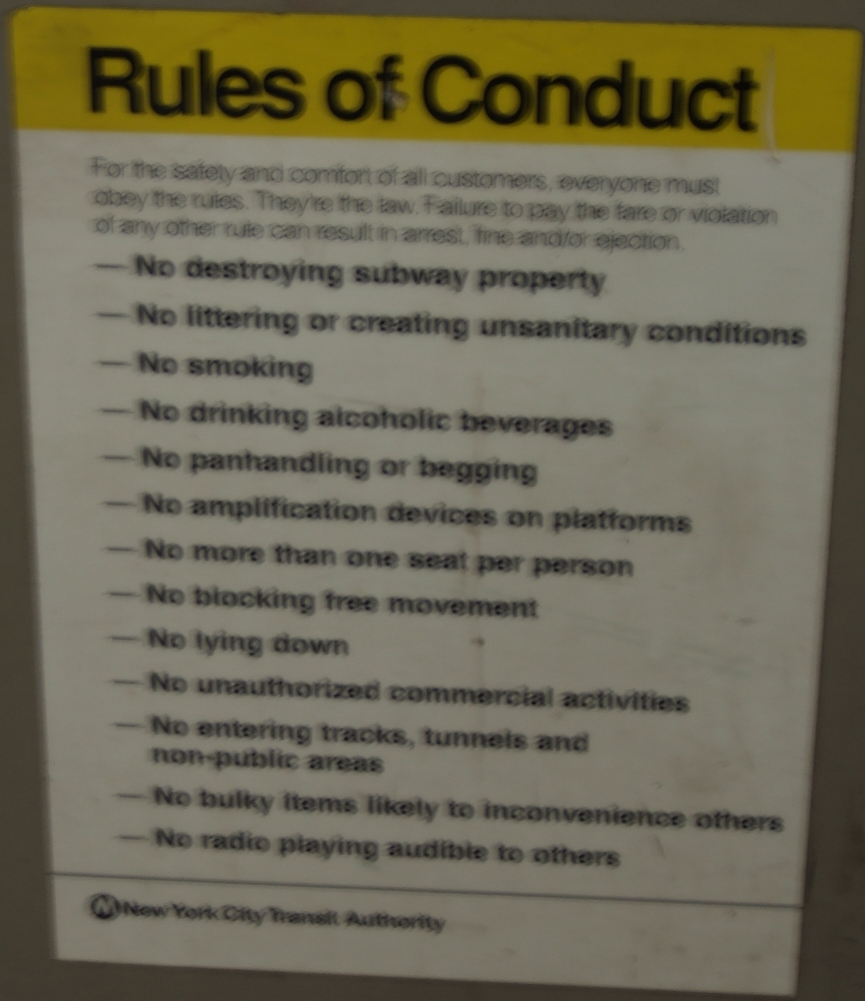 Rules of Conduct
For the safety and comfort of all customers, everyone must
obey the rules. They're the law. Failure to pay the fare or violation
of any other rule can result in arrest, fine and/or ejection.
— No destroying subway property
— No littering or creating unsanitary conditions
— No smoking
— No drinking alcoholic beverages
— No panhandling or begging
— No amplification devices on platforms
— No more than one seat per person
— No blocking free movement
— No lying down
— No unauthorized commercial activities
— No entering tracks, tunnels and
non-public areas
— No bulky items likely to inconvenience others
— No radio playing audible to others
M New York City Transit Authority